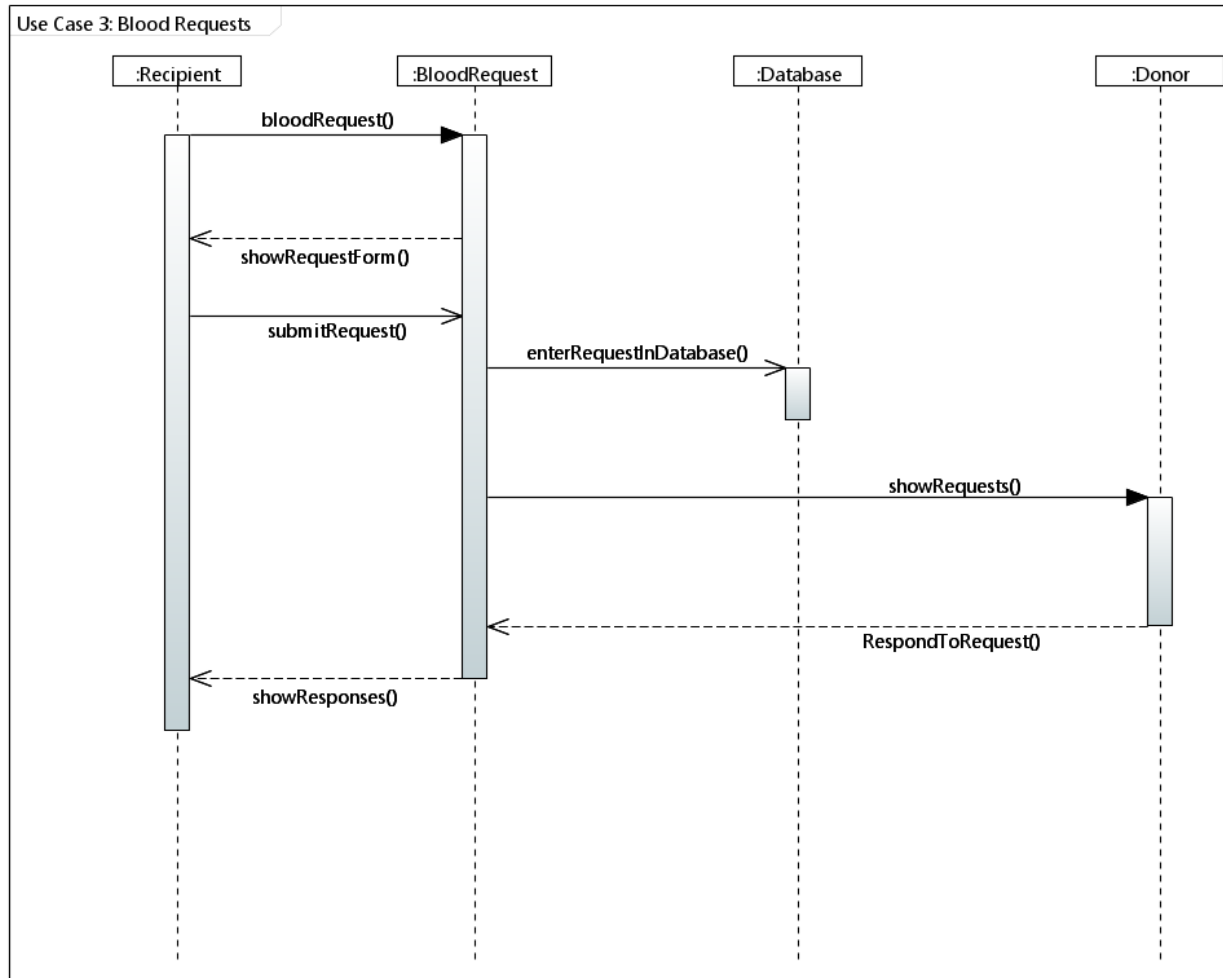 Use Case 3: Blood Requests
:Recipient
:BloodRequest
:Database
:Donor
bloodRequest()
showRequestForm()
submitRequest()
enterRequestInDatabase()
showRequests()
RespondToRequest()
showResponses()